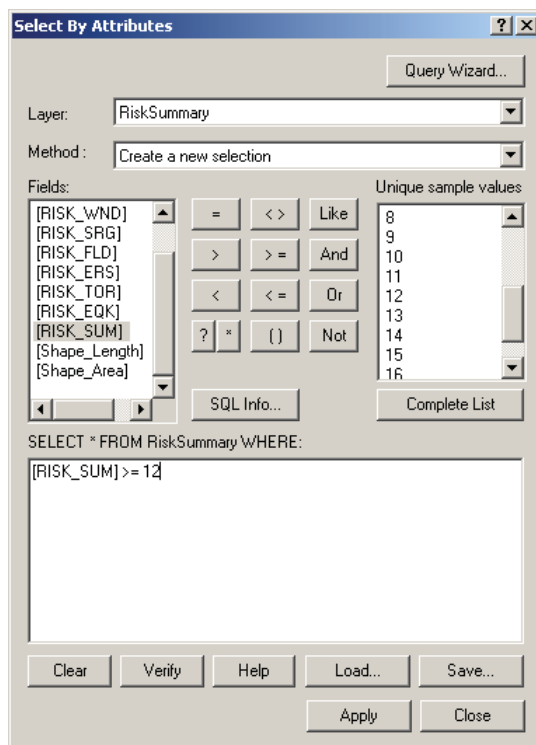 Select By Attributes
?
Query Wizard...
Layer:
RiskSummary
Method :
Create a new selection
Fields:
Unique sample values
[RISK_WND]
[RISK_SRG]
[RISK_FLD]
[RISK_ERS]
[RISK_TOR]
[RISK_EQK]
[RISK_SUM]
[Shape_Length]
[Shape_Area]
= < > Like
> > = And
< < = Or
? * ( ) Not
8
9
10
11
12
13
14
15
16
SQL Info...
Complete List
SELECT * FROM RiskSummary WHERE:
[RISK_SUM] >= 12
Clear Verify Help Load... Save...
Apply Close